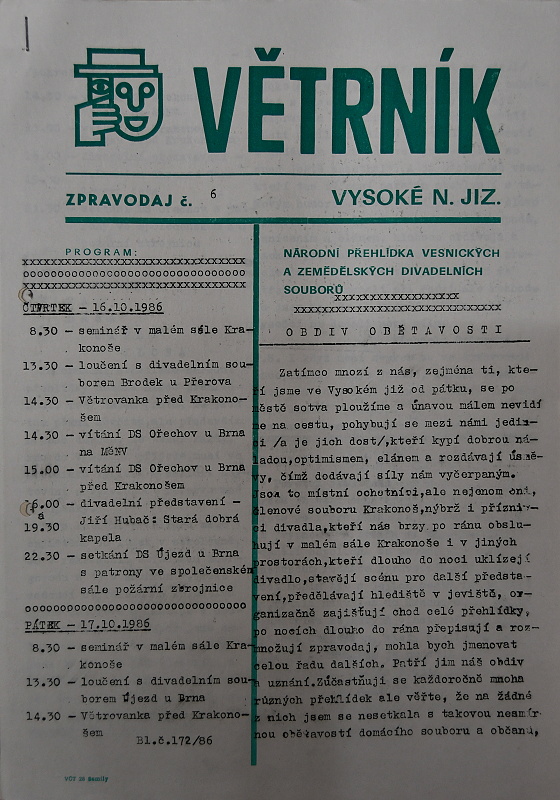 VĚTRNÍK
ZPRAVODAJ č. 6
VYSOKÉ N. JIZ.
PROGRAM:
xxxxxxxxxxxxxxxxxxxxxxxxxxxxxxx
ooooooooooooooooooooooooooooooo
xxxxxxxxxxxxxxxxxxxxxxxxxxxxxxx
ČTVRTEK – 16.10.1986
8.30 – seminář v malém sále Kra-
konoše
13.30 – loučení s divadelním sou-
borem Brodek u Přerova
14.30 – Větrovanka před Krakono-
šem
14.30 – vítání DS Ořechov u Brna
na MěNV
15.00 – vítání DS Ořechov u Brna
před Krakonošem
16.00 – divadelní představení –
a
19.30 Jiří Hubač: Stará dobrá
kapela
22.30 – setkání DS Újezd u Brna
s patrony ve společenském
sále požární zbrojnice
ooooooooooooooooooooooooooooooo
PÁTEK – 17.10.1986
8.30 – seminář v malém sále Kra-
konoše
13.30 – loučení s divadelním sou-
borem Újezd u Brna
14.30 – Větrovanka před Krakono-
šem
Bl.č.172/86
VČT 28 Semily
NÁRODNÍ PŘEHLÍDKA VESNICKÝCH
A ZEMĚDĚLSKÝCH DIVADELNÍCH
SOUBORŮ
xxxxxxxxxxxxxxxxxx
xxxxxxxxxxxxxxxxxxxxxxxxxxxxx
OBDIV OBĚTAVOSTI
Zatímco mnozí z nás, zejména ti, kte-
ří jsme ve Vysokém již od pátku, se po
městě sotva ploužíme a únavou málem nevidí
me na cestu, pohybují se mezi námi jedin-
ci /a je jich dost/,kteří kypí dobrou ná-
ladou,optimismem, elánem a rozdávají úsmě-
vy, čímž dodávají síly nám vyčerpaným.
Jsou to místní ochotníci,ale nejenom oni,
členové souboru Krakonoš,nýbrž i přízniv-
ci divadla,kteří nás brzy po ránu obslu-
hují v malém sále Krakonoše i v jiných
prostorách,kteří dlouho do noci uklízejí
divadlo,stavějí scénu pro další předsta-
vení,předělávají hlediště v jeviště, or-
ganizačně zajišťují chod celé přehlídky,
po nocích dlouho do rána přepisují a roz-
množují zpravodaj, mohla bych jmenovat
celou řadu dalších. Patří jim náš obdiv
a uznání.Zúčastňuji se každoročně mnoha
různých přehlídek ale věřte, že na žádné
z nich jsem se nesetkala s takovou neamír-
nou obětavostí domácího souboru a občanů,